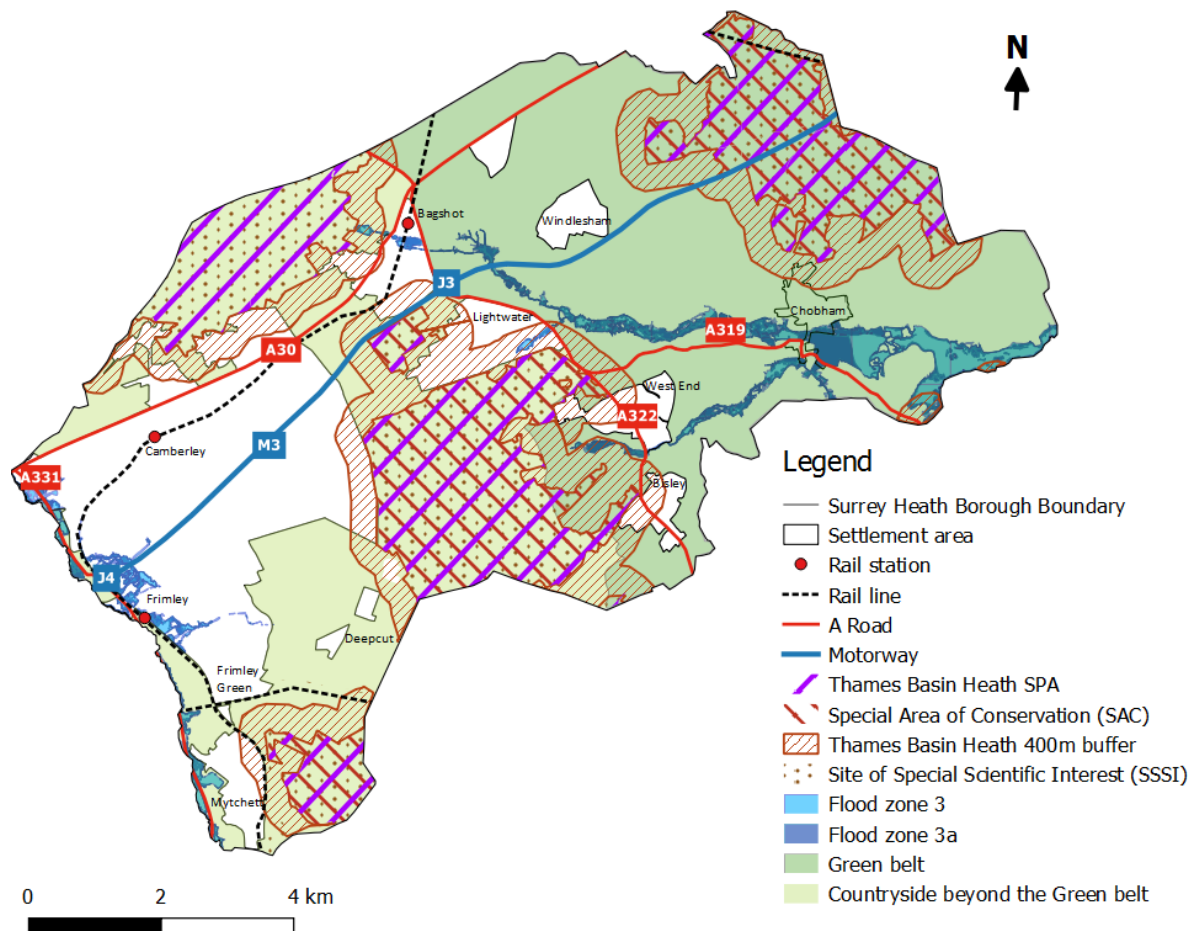 N
Bagshot
Windlesham
J3
Lightwater
Chobham
A319
A30
West End
A322
M3
Camberley
A331
Bisley
J4
Frimley
Deepcut
Frimley
Green
Mytchett
Legend
Surrey Heath Borough Boundary
Settlement area
Rail station
Rail line
A Road
Motorway
Thames Basin Heath SPA
Special Area of Conservation (SAC)
Thames Basin Heath 400m buffer
Site of Special Scientific Interest (SSSI)
Flood zone 3
Flood zone 3a
Green belt
Countryside beyond the Green belt
0 2 4 km